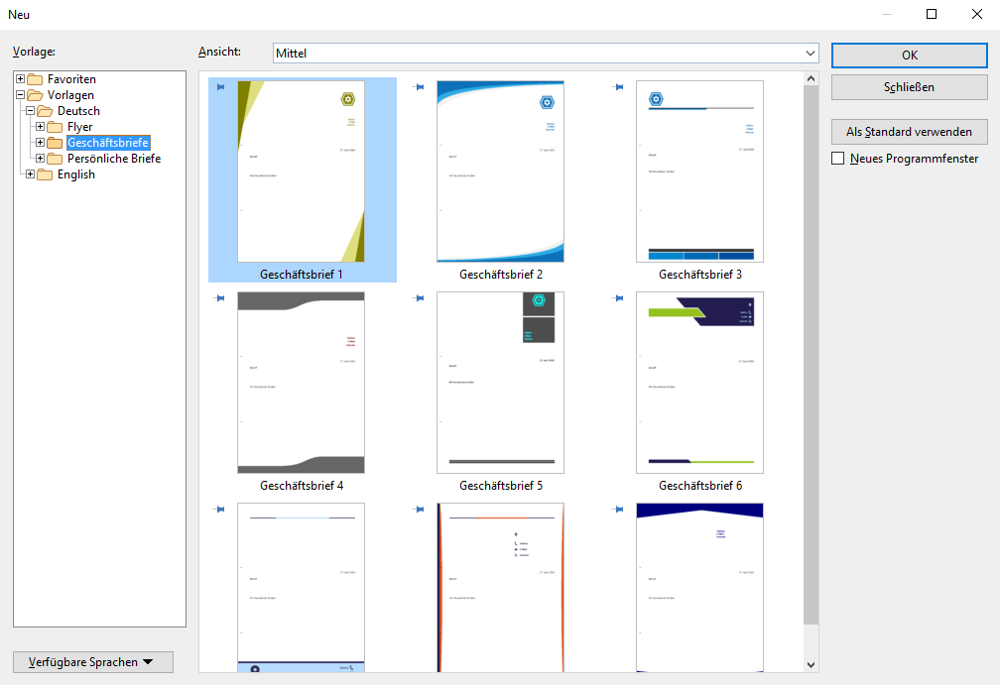 Neu
Vorlage:
Favoriten
Vorlagen
Deutsch
Flyer
Geschäftsbriefe
Persönliche Briefe
English
Verfügbare Sprachen
Ansicht:
Mittel
Geschäftsbrief 1
Geschäftsbrief 2
Geschäftsbrief 3
Geschäftsbrief 4
Geschäftsbrief 5
Geschäftsbrief 6
OK
Schließen
Als Standard verwenden
Neues Programmfenster